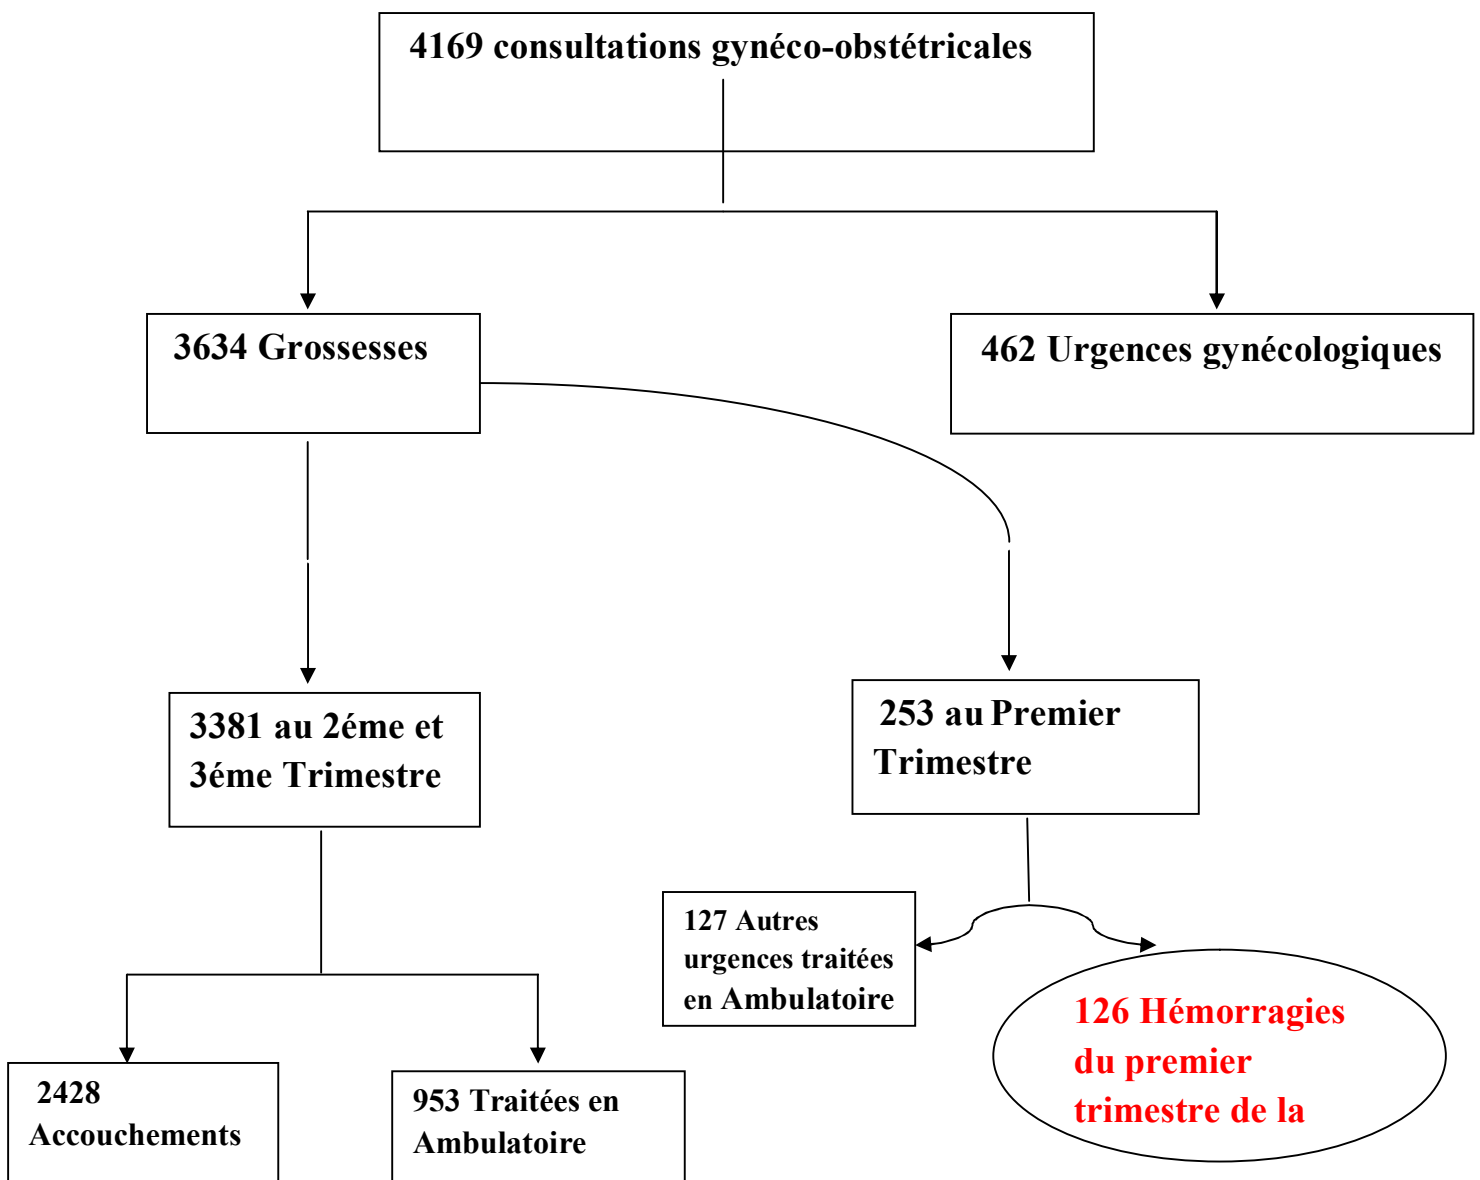 4169 consultations gynéco-obstétricales
3634 Grossesses
462 Urgences gynécologiques
3381 au 2éme et
3éme Trimestre
253 au Premier
Trimestre
127 Autres
urgences traitées
en Ambulatoire
126 Hémorragies
du premier
trimestre de la
2428
Accouchements
953 Traitées en
Ambulatoire